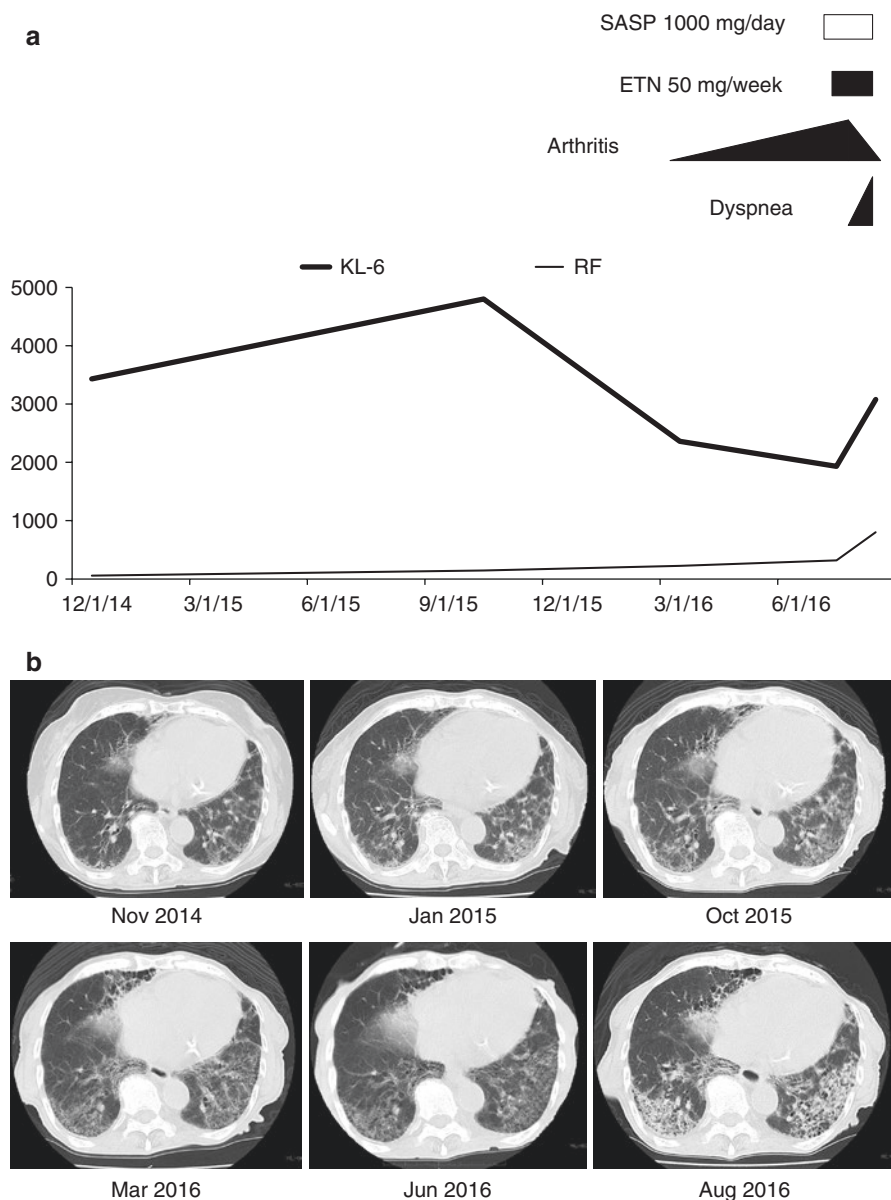 a
SASP 1000 mg/day
ETN 50 mg/week
Arthritis
Dyspnea
KL-6 RF
5000
4000
3000
2000
1000
0
12/1/14 3/1/15 6/1/15 9/1/15 12/1/15 3/1/16 6/1/16
b
Nov 2014 Jan 2015 Oct 2015
Mar 2016 Jun 2016 Aug 2016